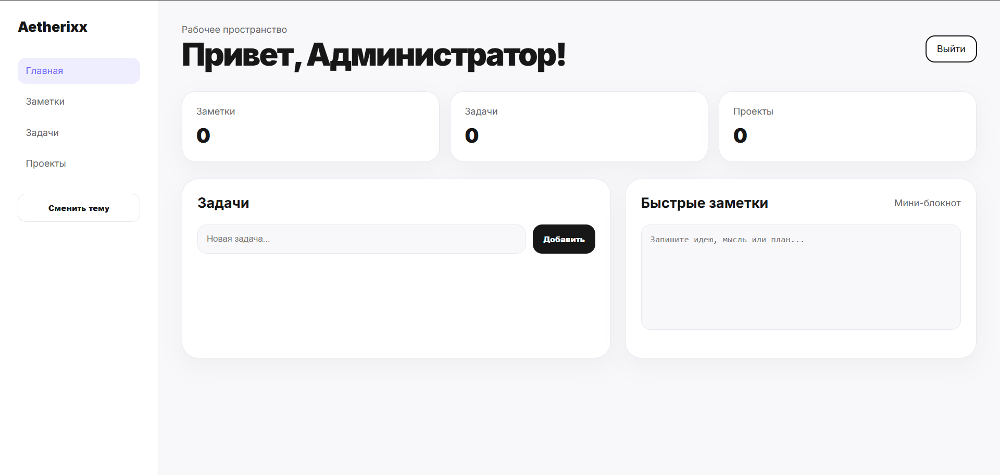 Aetherixx
Главная
Заметки
Задачи
Проекты
Сменить тему
Рабочее пространство
Привет, Администратор!
Выйти
Заметки
0
Задачи
0
Проекты
0
Задачи
Новая задача...
Добавить
Быстрые заметки
Мини-блокнот
Запишите идею, мысль или план...